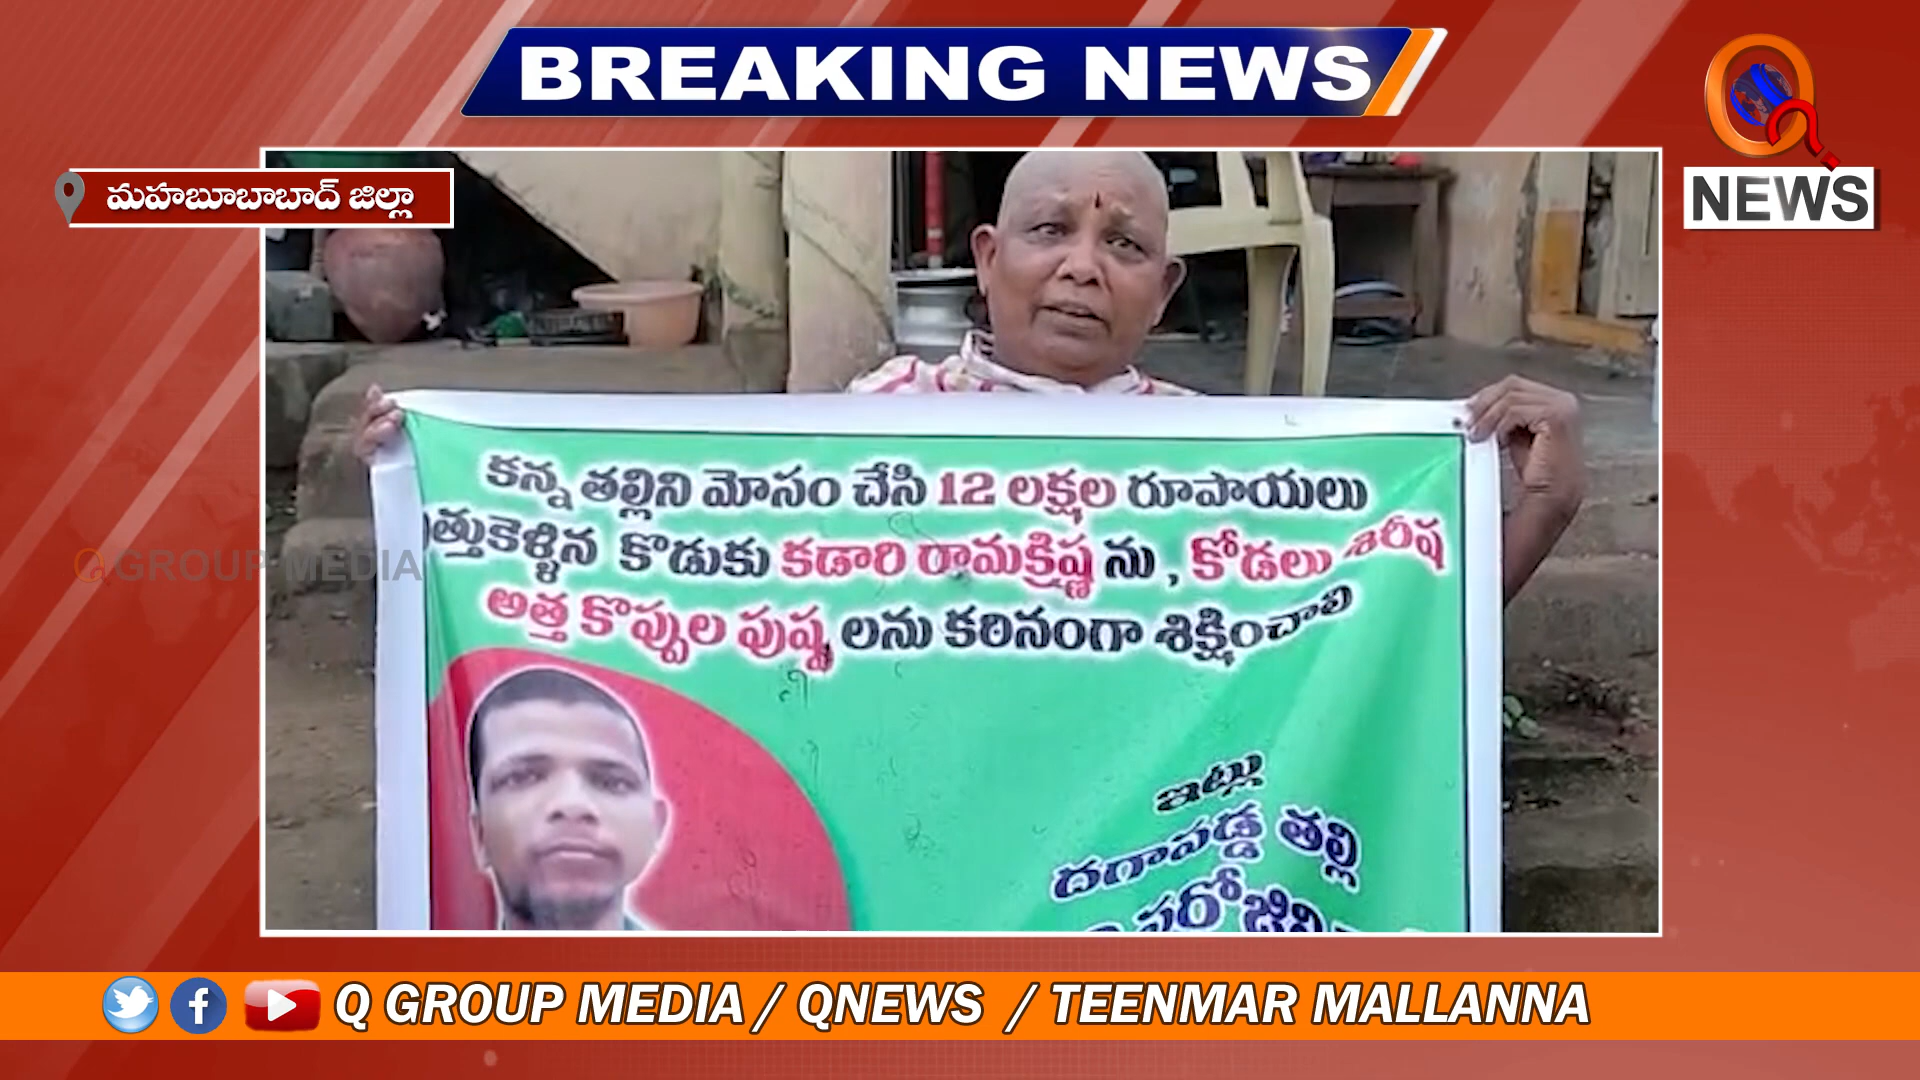 BREAKING NEWS
NEWS
మహబూబాబాద్ జిల్లా
కన్న తల్లిని మోసం చేసి 12 లక్షల రూపాయలు
కొడుకు కడారి రామక్రిష్ణ ను, కోడలు శిరీష
అత్త కొప్పుల పుష్ప లను కఠినంగా శిక్షించాలి
GROUP MEDIA
ఇట్లు
దగాపడ్డ తల్లి
Q GROUP MEDIA / QNEWS / TEENMAR MALLANNA